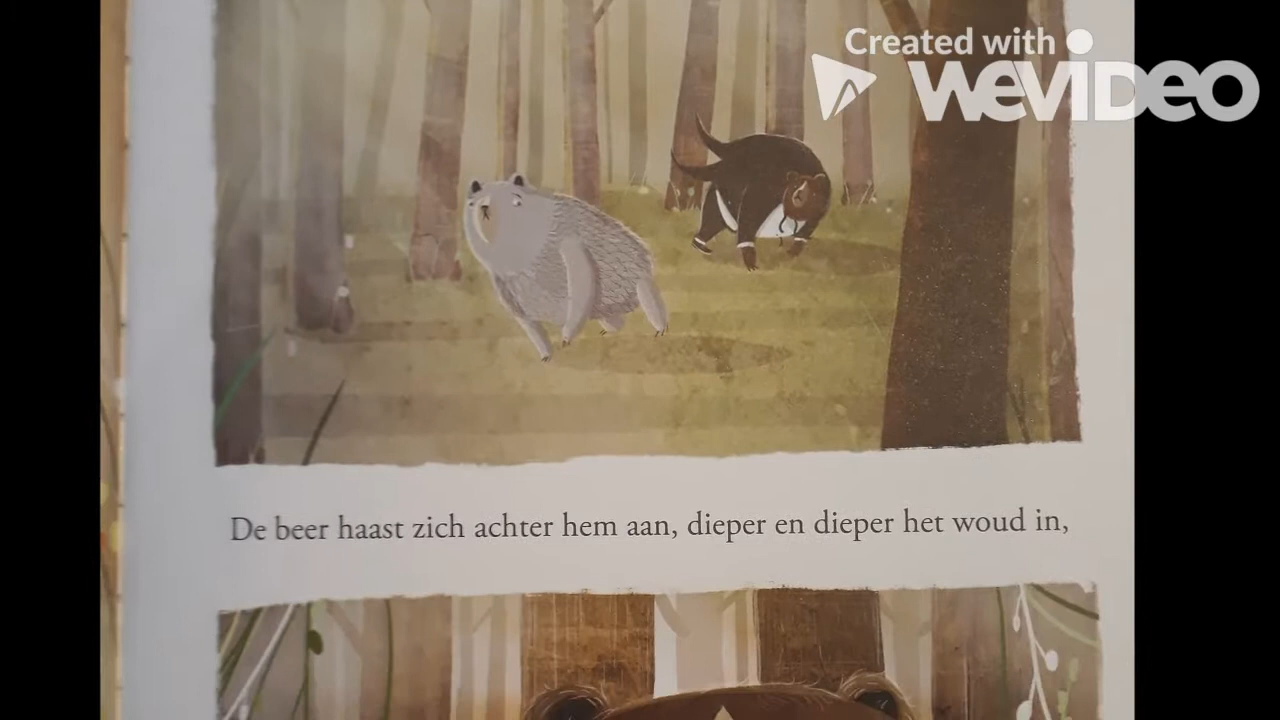 Created with
WEVIDEO
De beer haast zich achter hem aan, dieper en dieper het woud in,